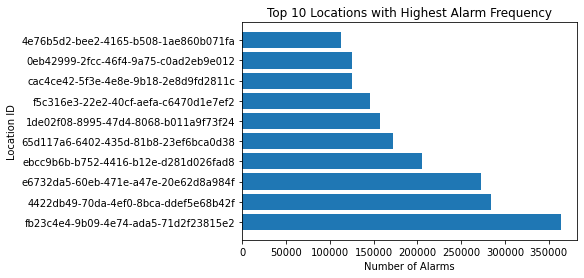 Top 10 Locations with Highest Alarm Frequency
Location ID
4e76b5d2-bee2-4165-b508-1ae860b071fa
0eb42999-2fcc-46f4-9a75-c0ad2eb9e012
cac4ce42-5f3e-4e8e-9b18-2e8d9fd2811c
f5c316e3-22e2-40cf-aefa-c6470d1e7ef2
1de02f08-8995-47d4-8068-b011a9f73f24
65d117a6-6402-435d-81b8-23ef6bca0d38
ebcc9b6b-b752-4416-b12e-d281d026fad8
e6732da5-60eb-471e-a47e-20e62d8a984f
4422db49-70da-4ef0-8bca-ddef5e68b42f
fb23c4e4-9b09-4e74-ada5-71d2f23815e2
0 50000 100000 150000 200000 250000 300000 350000
Number of Alarms